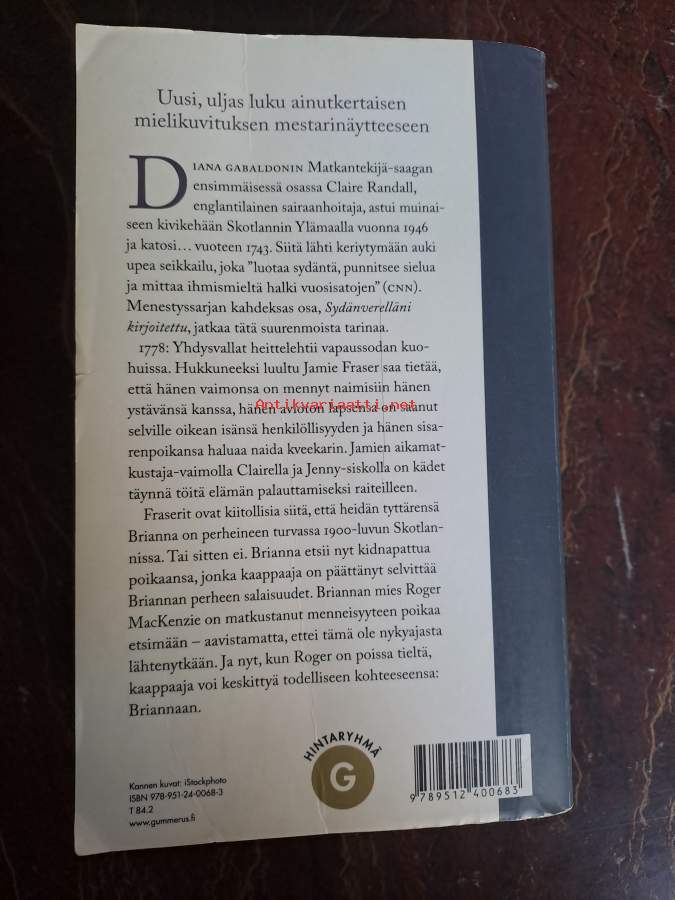 Uusi, uljas luku ainutkertaisen
mielikuvituksen mestarinäytteeseen
DIANA GABALDONIN Matkantekijä-saagan
ensimmäisessä osassa Claire Randall,
englantilainen sairaanhoitaja, astui muinai-
seen kivikehään Skotlannin Ylämaalla vuonna 1946
ja katosi... vuoteen 1743. Siitä lähti keriytymään auki
upea seikkailu, joka "luotaa sydäntä, punnitsee sielua
ja mittaa ihmismieltä halki vuosisatojen" (CNN).
Menestyssarjan kahdeksas osa, Sydänverelläni
kirjoitettu, jatkaa tätä suurenmoista tarinaa.
1778: Yhdysvallat heittelehtii vapaussodan kuo-
huissa. Hukkuneeksi luultu Jamie Fraser saa tietää,
että hänen vaimonsa on mennyt naimisiin hänen
ystävänsä kanssa, hänen avioton lapsensa on saanut
Antikvariaatti.net
selville oikean isänsä henkilöllisyyden ja hänen sisa-
renpoikansa haluaa naida kveekarin. Jamien aikamat-
kustaja-vaimolla Clairella ja Jenny-siskolla on kädet
täynnä töitä elämän palauttamiseksi raiteilleen.
Fraserit ovat kiitollisia siitä, että heidän tyttärensä
Brianna on perheineen turvassa 1900-luvun Skotlan-
nissa. Tai sitten ei. Brianna etsii nyt kidnapattua
poikaansa, jonka kaappaaja on päättänyt selvittää
Briannan perheen salaisuudet. Briannan mies Roger
MacKenzie on matkustanut menneisyyteen poikaa
etsimään – aavistamatta, ettei tämä ole nykyajasta
lähtenytkään. Ja nyt, kun Roger on poissa tieltä,
kaappaaja voi keskittyä todelliseen kohteeseensa:
Briannaan.
HINTARYHMÄ
G
Kannen kuvat: iStockphoto
ISBN 978-951-24-0068-3
T 84.2
www.gummerus.fi
9 789512 400683